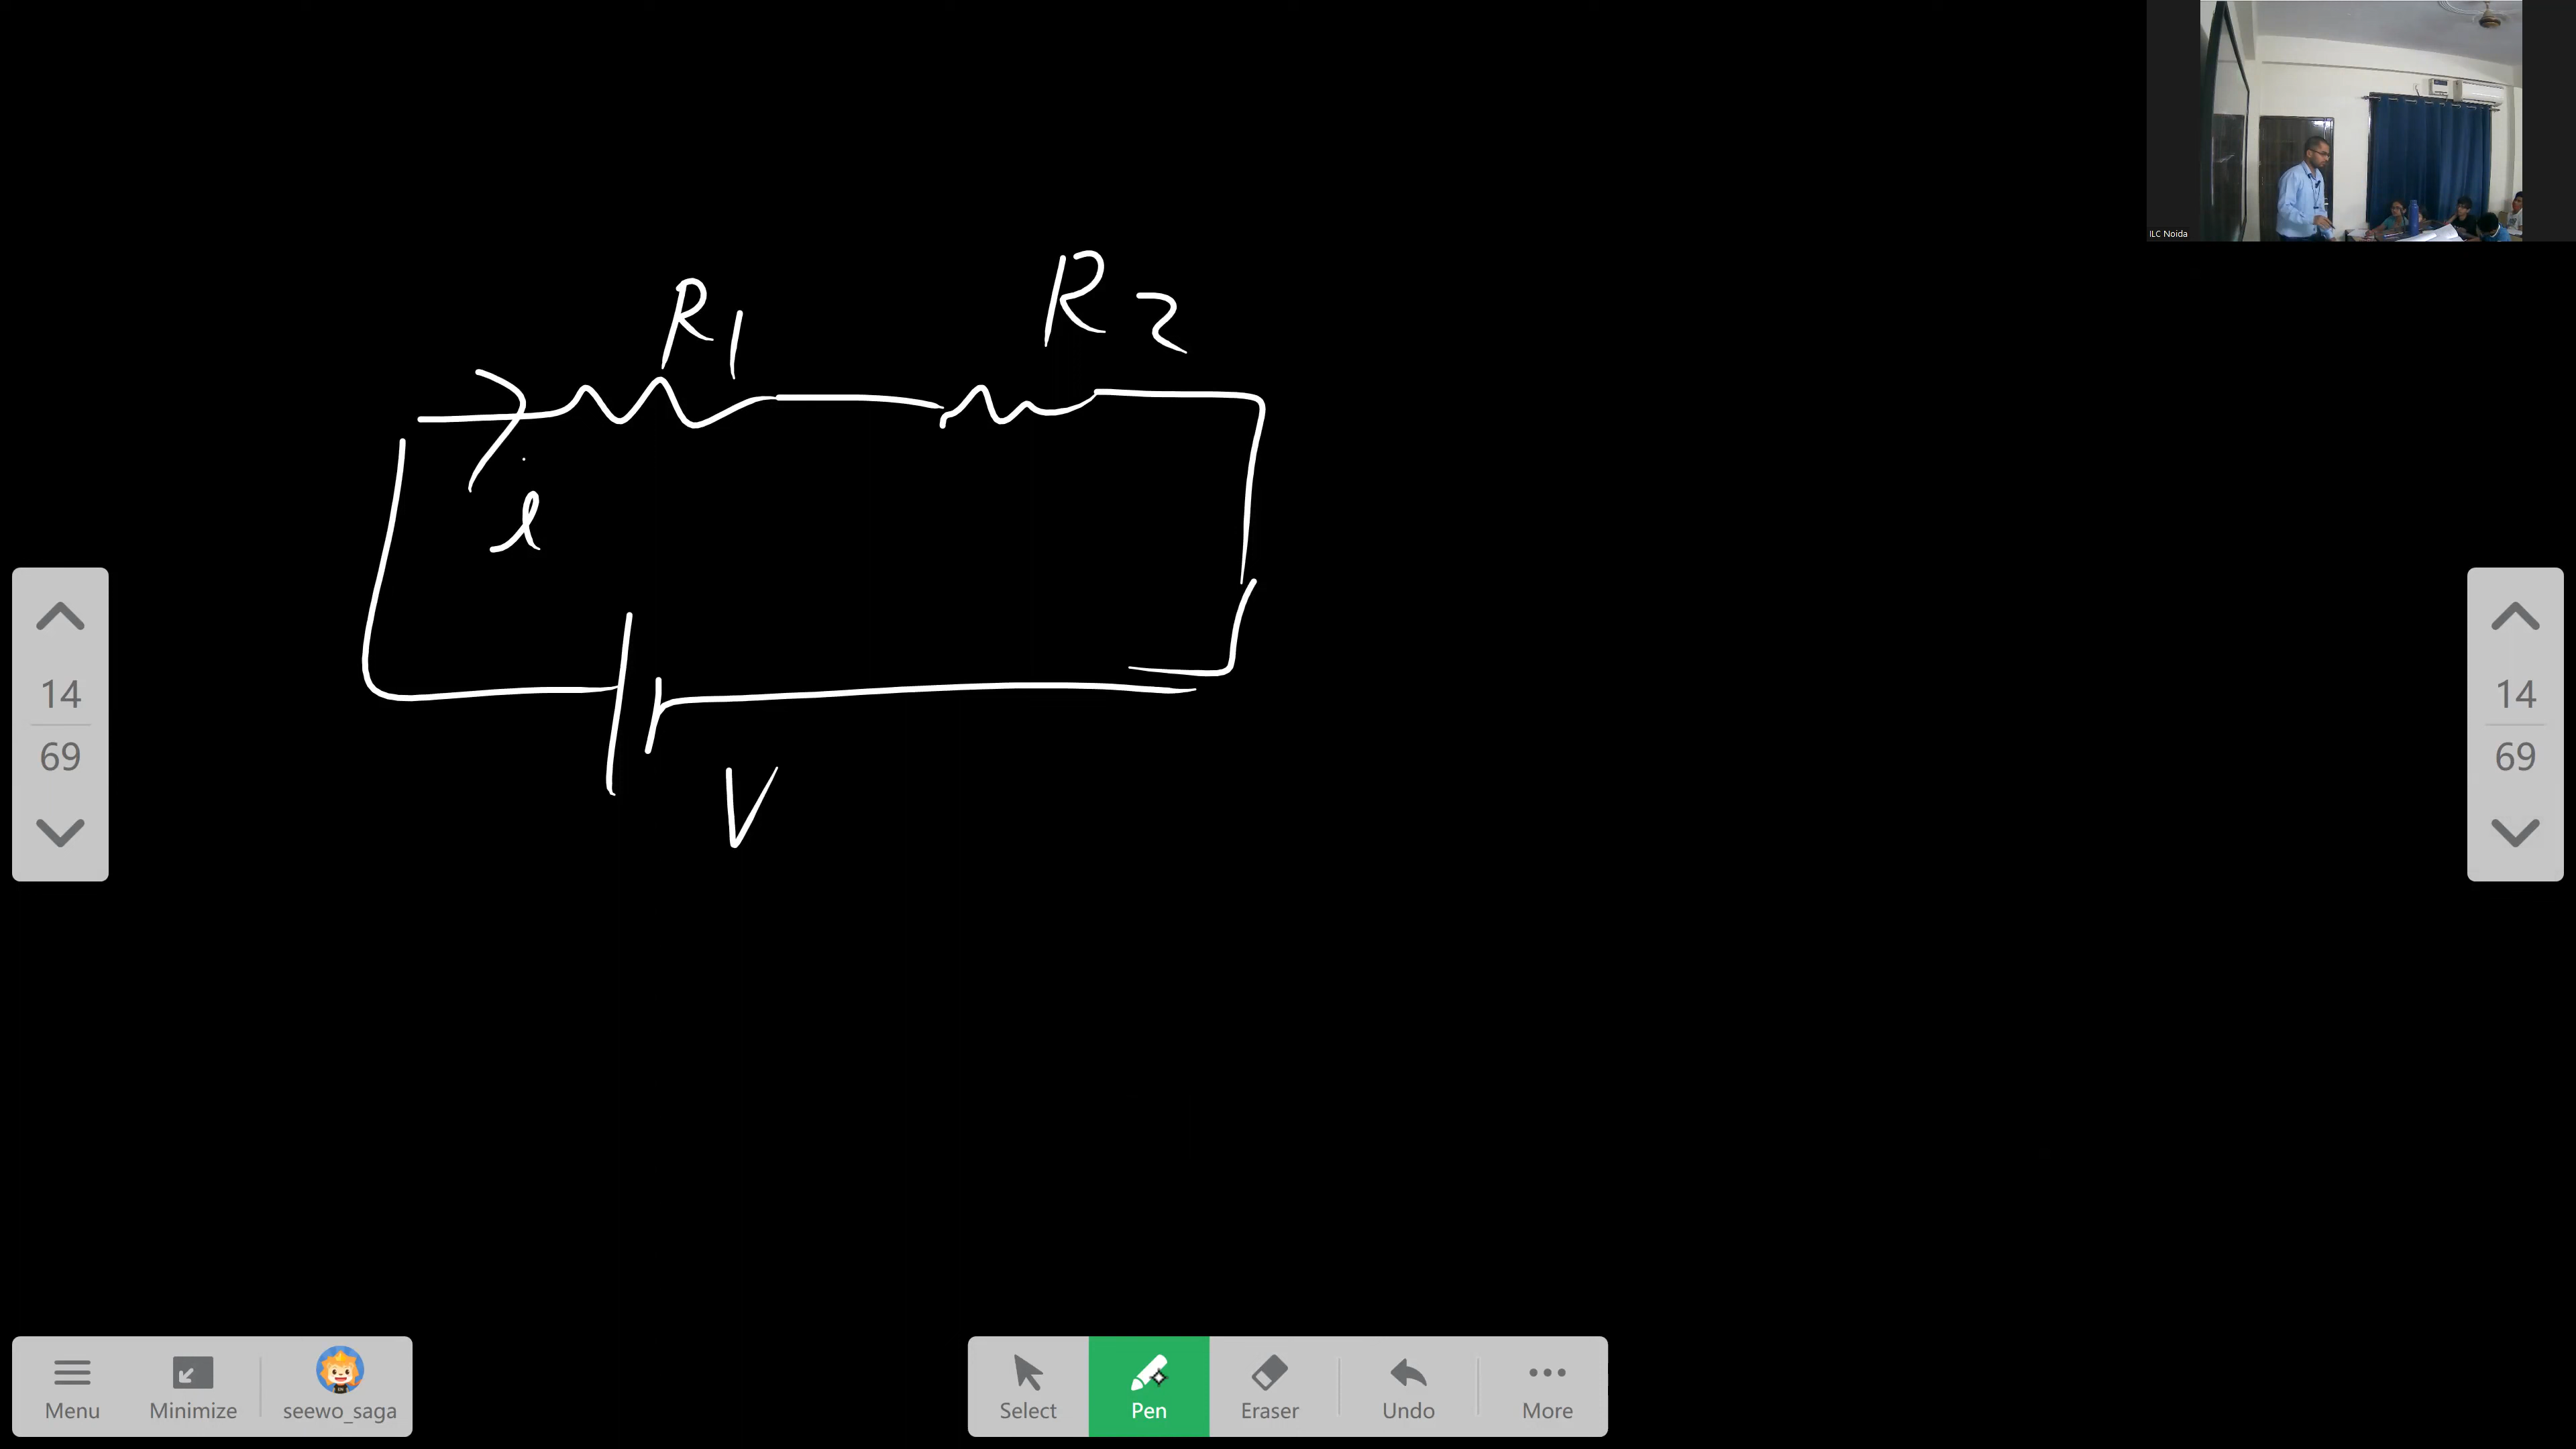 ILC Noida
R1
R2
i
V
14
69
14
69
Menu
Minimize
seewo_saga
Select
Pen
Eraser
Undo
More